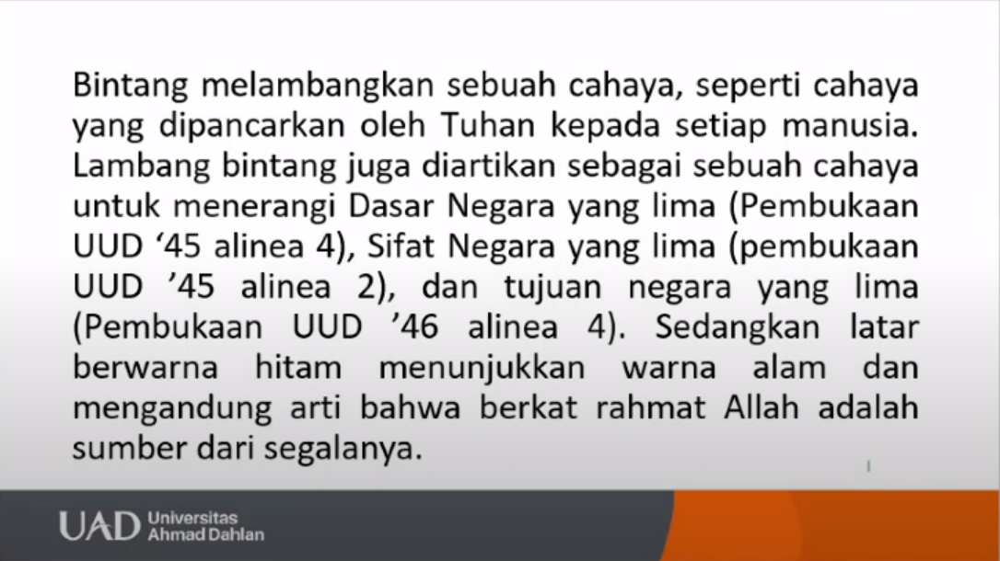 Bintang melambangkan sebuah cahaya, seperti cahaya
yang dipancarkan oleh Tuhan kepada setiap manusia.
Lambang bintang juga diartikan sebagai sebuah cahaya
untuk menerangi Dasar Negara yang lima (Pembukaan
UUD ‘45 alinea 4), Sifat Negara yang lima (pembukaan
UUD ’45 alinea 2), dan tujuan negara yang lima
(Pembukaan UUD ’46 alinea 4). Sedangkan latar
berwarna hitam menunjukkan warna alam dan
mengandung arti bahwa berkat rahmat Allah adalah
sumber dari segalanya.
UAD Universitas
Ahmad Dahlan